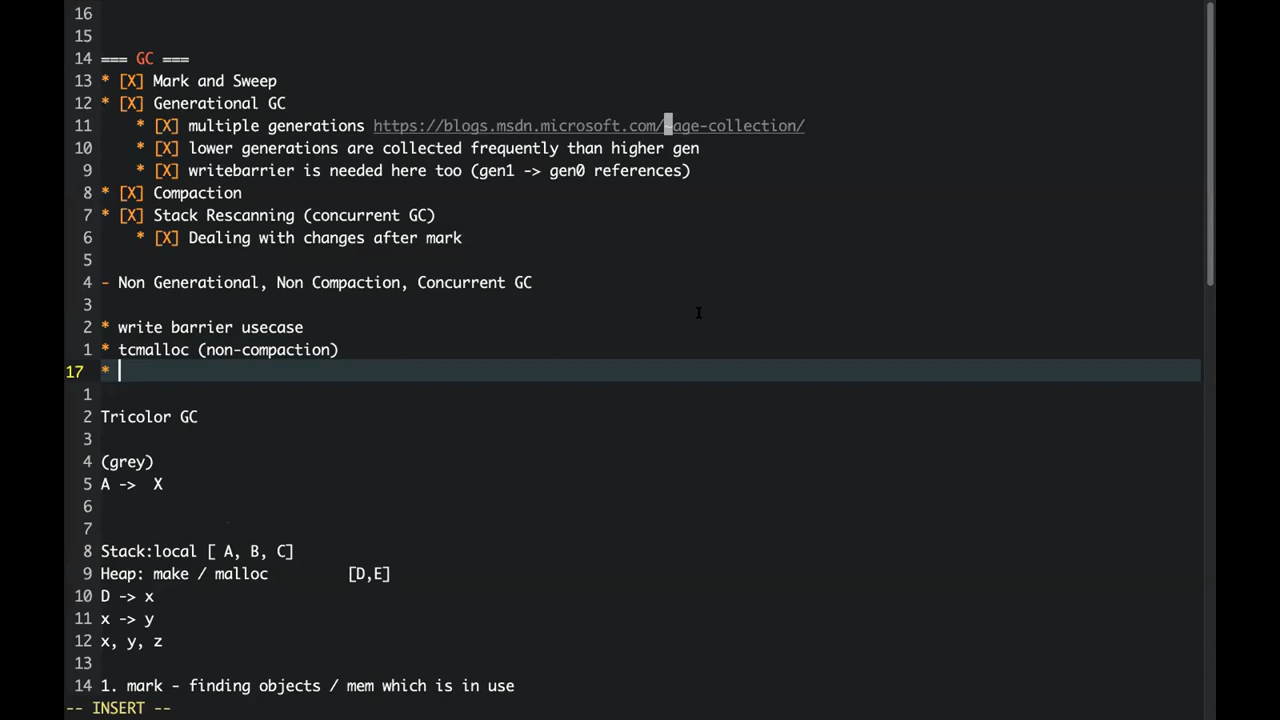 16
15
14 === GC ===
13 * [X] Mark and Sweep
12 * [X] Generational GC
11 * [X] multiple generations https://blogs.msdn.microsoft.com/~age-collection/
10 * [X] lower generations are collected frequently than higher gen
9 * [X] writebarrier is needed here too (gen1 -> gen0 references)
8 * [X] Compaction
7 * [X] Stack Rescanning (concurrent GC)
6 * [X] Dealing with changes after mark
5
4 - Non Generational, Non Compaction, Concurrent GC
3
2 * write barrier usecase
1 * tcmalloc (non-compaction)
17 *
1
2 Tricolor GC
3
4 (grey)
5 A -> X
6
7
8 Stack:local [ A, B, C]
9 Heap: make / malloc [D,E]
10 D -> x
11 x -> y
12 x, y, z
13
14 1. mark - finding objects / mem which is in use
-- INSERT --